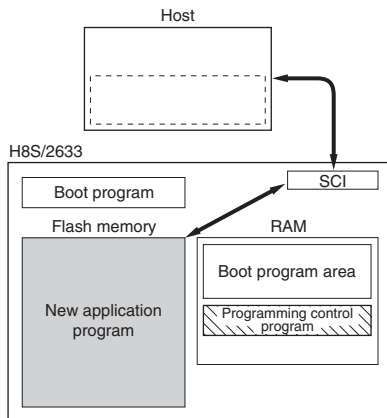 Host
H8S/2633
SCI
Boot program
Flash memory
RAM
New application
program
Boot program area
Programming control
program